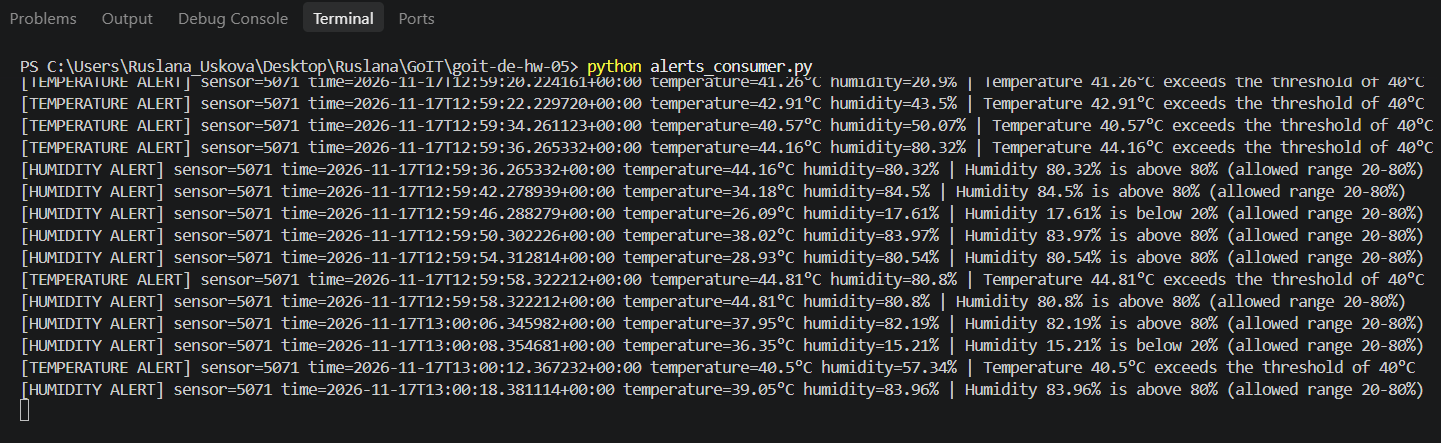 Problems Output Debug Console Terminal Ports
PS C:\Users\Ruslana_Uskova\Desktop\Ruslana\GoIT\goit-de-hw-05> python alerts_consumer.py
[TEMPERATURE ALERT] sensor=5071 time=2026-11-17T12:59:20.224161+00:00 temperature=41.26°C humidity=20.9% | Temperature 41.26°C exceeds the threshold of 40°C
[TEMPERATURE ALERT] sensor=5071 time=2026-11-17T12:59:22.229720+00:00 temperature=42.91°C humidity=43.5% | Temperature 42.91°C exceeds the threshold of 40°C
[TEMPERATURE ALERT] sensor=5071 time=2026-11-17T12:59:34.261123+00:00 temperature=40.57°C humidity=50.07% | Temperature 40.57°C exceeds the threshold of 40°C
[TEMPERATURE ALERT] sensor=5071 time=2026-11-17T12:59:36.265332+00:00 temperature=44.16°C humidity=80.32% | Temperature 44.16°C exceeds the threshold of 40°C
[HUMIDITY ALERT] sensor=5071 time=2026-11-17T12:59:36.265332+00:00 temperature=44.16°C humidity=80.32% | Humidity 80.32% is above 80% (allowed range 20-80%)
[HUMIDITY ALERT] sensor=5071 time=2026-11-17T12:59:42.278939+00:00 temperature=34.18°C humidity=84.5% | Humidity 84.5% is above 80% (allowed range 20-80%)
[HUMIDITY ALERT] sensor=5071 time=2026-11-17T12:59:46.288279+00:00 temperature=26.09°C humidity=17.61% | Humidity 17.61% is below 20% (allowed range 20-80%)
[HUMIDITY ALERT] sensor=5071 time=2026-11-17T12:59:50.302226+00:00 temperature=38.02°C humidity=83.97% | Humidity 83.97% is above 80% (allowed range 20-80%)
[HUMIDITY ALERT] sensor=5071 time=2026-11-17T12:59:54.312814+00:00 temperature=28.93°C humidity=80.54% | Humidity 80.54% is above 80% (allowed range 20-80%)
[TEMPERATURE ALERT] sensor=5071 time=2026-11-17T12:59:58.322212+00:00 temperature=44.81°C humidity=80.8% | Temperature 44.81°C exceeds the threshold of 40°C
[HUMIDITY ALERT] sensor=5071 time=2026-11-17T12:59:58.322212+00:00 temperature=44.81°C humidity=80.8% | Humidity 80.8% is above 80% (allowed range 20-80%)
[HUMIDITY ALERT] sensor=5071 time=2026-11-17T13:00:06.345982+00:00 temperature=37.95°C humidity=82.19% | Humidity 82.19% is above 80% (allowed range 20-80%)
[HUMIDITY ALERT] sensor=5071 time=2026-11-17T13:00:08.354681+00:00 temperature=36.35°C humidity=15.21% | Humidity 15.21% is below 20% (allowed range 20-80%)
[TEMPERATURE ALERT] sensor=5071 time=2026-11-17T13:00:12.367232+00:00 temperature=40.5°C humidity=57.34% | Temperature 40.5°C exceeds the threshold of 40°C
[HUMIDITY ALERT] sensor=5071 time=2026-11-17T13:00:18.381114+00:00 temperature=39.05°C humidity=83.96% | Humidity 83.96% is above 80% (allowed range 20-80%)